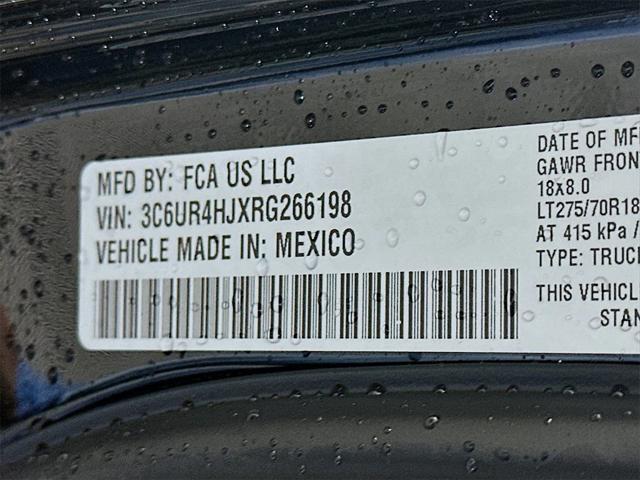 MFD BY: FCA US LLC
VIN: 3C6UR4HJXRG266198
VEHICLE MADE IN: MEXICO
DATE OF MF
GAWR FRON
18x8.0
LT275/70R18
AT 415 kPa /
TYPE: TRUC
THIS VEHICL
STAN